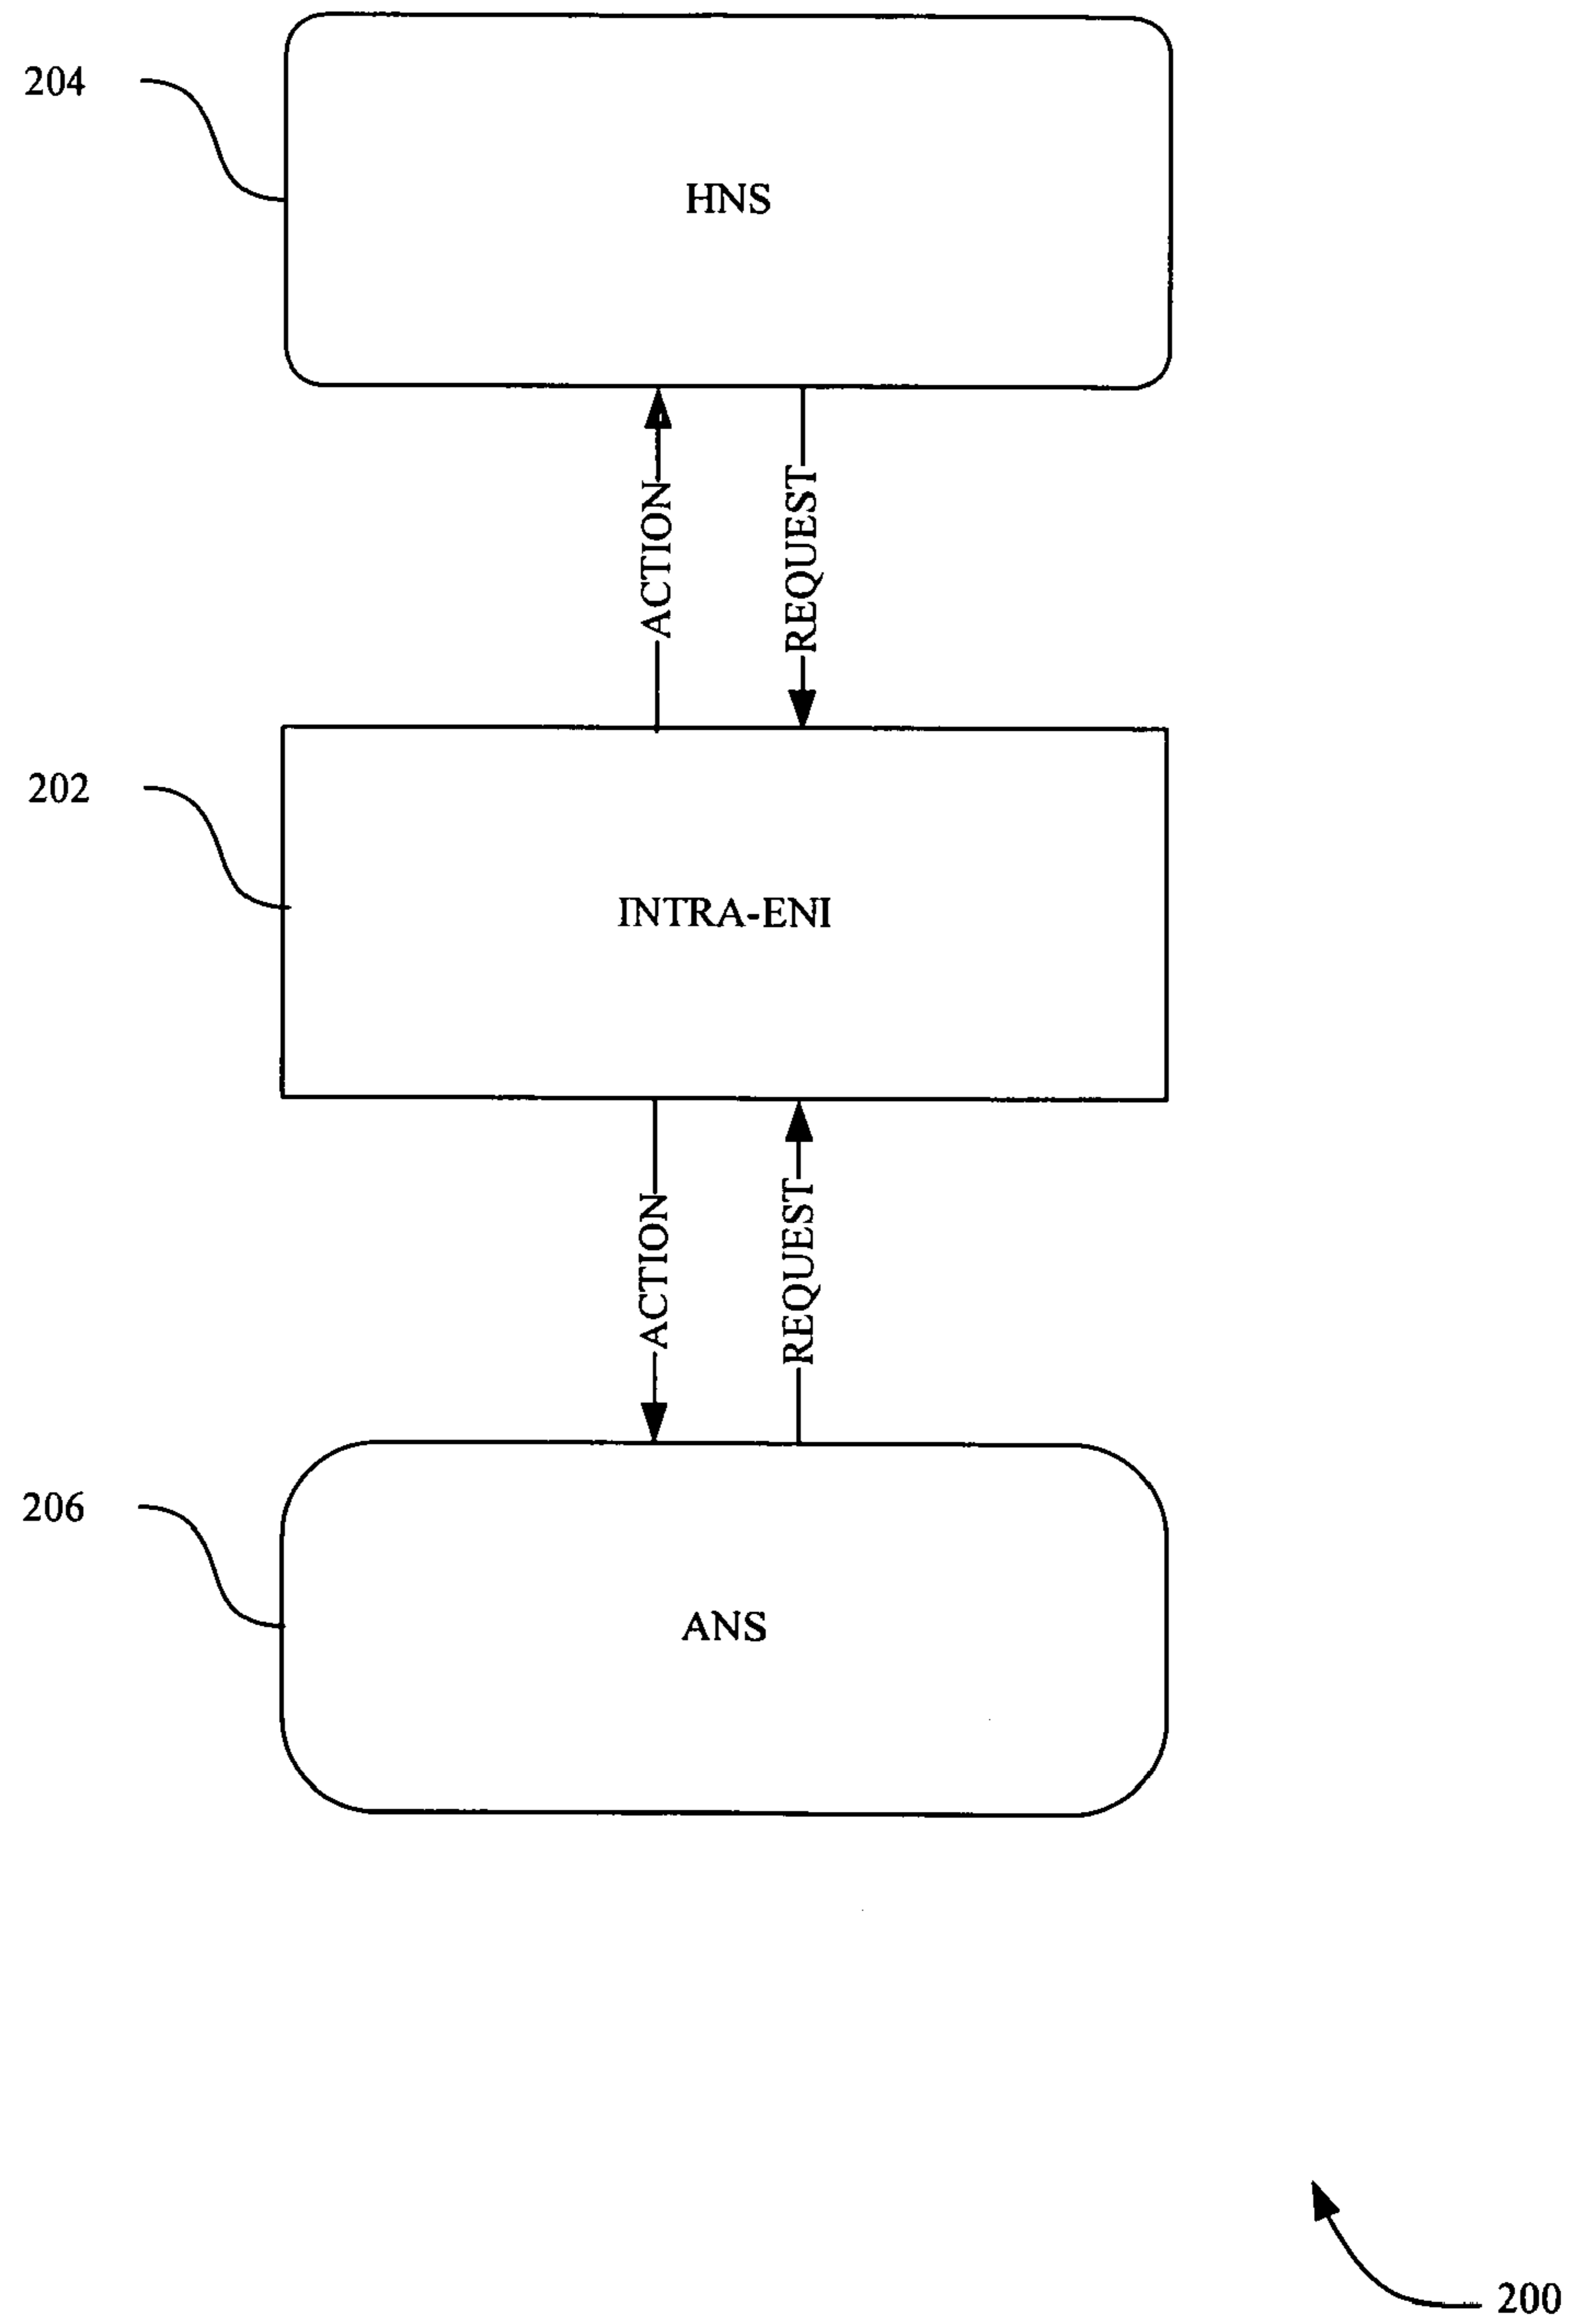 204
HNS
ACTION
REQUEST
202
INTRA-ENI
ACTION
REQUEST
206
ANS
200